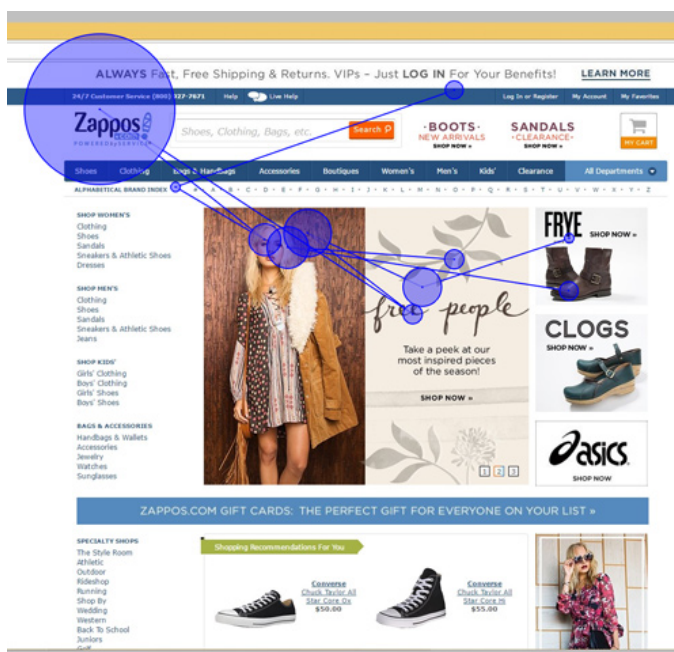 ALWAYS Fast, Free Shipping & Returns. VIPs – Just LOG IN For Your Benefits! LEARN MORE
24/7 Customer Service (800) 927-7671 Help Live Help Log In or Register My Account My Favorites
Zappos
.COM
POWERED by SERVICE
Shoes, Clothing, Bags, etc. Search
·BOOTS·
NEW ARRIVALS
SHOP NOW »
SANDALS
·CLEARANCE·
SHOP NOW »
MY CART
Shoes Clothing Bags & Handbags Accessories Boutiques Women's Men's Kids' Clearance All Departments
ALPHABETICAL BRAND INDEX # · A · B · C · D · E · F · G · H · I · J · K · L · M · N · O · P · Q · R · S · T · U · V · W · X · Y · Z
SHOP WOMEN'S
Clothing
Shoes
Sandals
Sneakers & Athletic Shoes
Dresses
SHOP MEN'S
Clothing
Shoes
Sandals
Sneakers & Athletic Shoes
Jeans
SHOP KIDS'
Girls' Clothing
Boys' Clothing
Girls' Shoes
Boys' Shoes
BAGS & ACCESSORIES
Handbags & Wallets
Accessories
Jewelry
Watches
Sunglasses
free people
Take a peek at our
most inspired pieces
of the season!
SHOP NOW »
1 2 3
FRYE SHOP NOW »
CLOGS
SHOP NOW »
asics
SHOP NOW
ZAPPOS.COM GIFT CARDS: THE PERFECT GIFT FOR EVERYONE ON YOUR LIST »
SPECIALTY SHOPS
The Style Room
Athletic
Outdoor
Rideshop
Running
Shop By
Wedding
Western
Back To School
Juniors
Golf
Shopping Recommendations For You
Converse
Chuck Taylor All
Star Core Ox
$50.00
Converse
Chuck Taylor All
Star Core Hi
$55.00